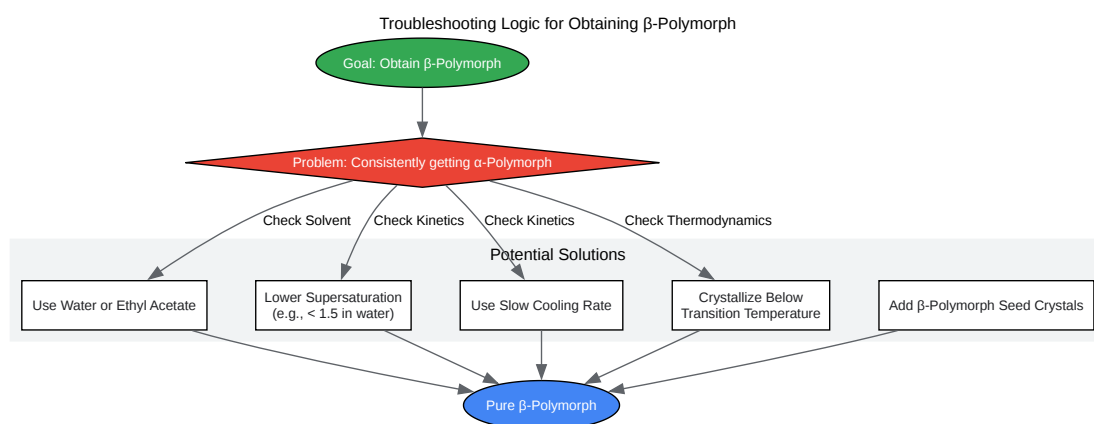 Troubleshooting Logic for Obtaining β-Polymorph
Goal: Obtain β-Polymorph
Problem: Consistently getting α-Polymorph
Check Solvent
Check Kinetics
Check Kinetics
Check Thermodynamics
Potential Solutions
Use Water or Ethyl Acetate
Lower Supersaturation
(e.g., < 1.5 in water)
Use Slow Cooling Rate
Crystallize Below
Transition Temperature
Add β-Polymorph Seed Crystals
Pure β-Polymorph